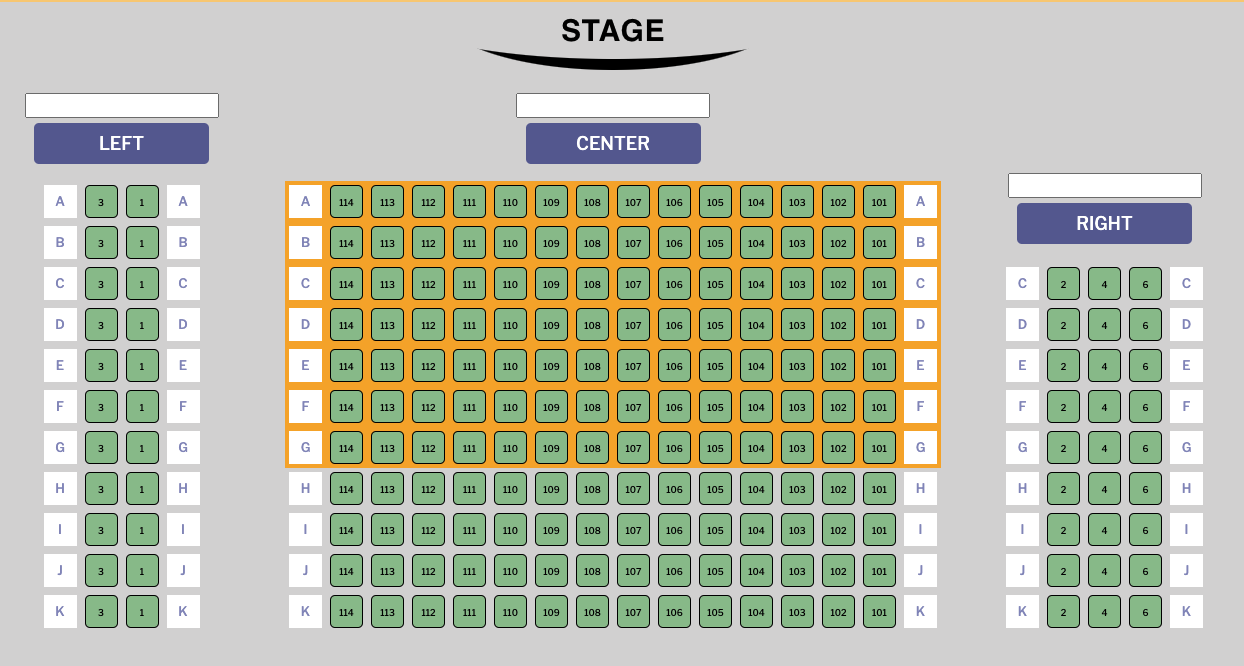 STAGE
LEFT
CENTER
RIGHT
A 3 1 A A 114 113 112 111 110 109 108 107 106 105 104 103 102 101 A
B 3 1 B B 114 113 112 111 110 109 108 107 106 105 104 103 102 101 B
C 3 1 C C 114 113 112 111 110 109 108 107 106 105 104 103 102 101 C C 2 4 6 C
D 3 1 D D 114 113 112 111 110 109 108 107 106 105 104 103 102 101 D D 2 4 6 D
E 3 1 E E 114 113 112 111 110 109 108 107 106 105 104 103 102 101 E E 2 4 6 E
F 3 1 F F 114 113 112 111 110 109 108 107 106 105 104 103 102 101 F F 2 4 6 F
G 3 1 G G 114 113 112 111 110 109 108 107 106 105 104 103 102 101 G G 2 4 6 G
H 3 1 H H 114 113 112 111 110 109 108 107 106 105 104 103 102 101 H H 2 4 6 H
I 3 1 I I 114 113 112 111 110 109 108 107 106 105 104 103 102 101 I I 2 4 6 I
J 3 1 J J 114 113 112 111 110 109 108 107 106 105 104 103 102 101 J J 2 4 6 J
K 3 1 K K 114 113 112 111 110 109 108 107 106 105 104 103 102 101 K K 2 4 6 K